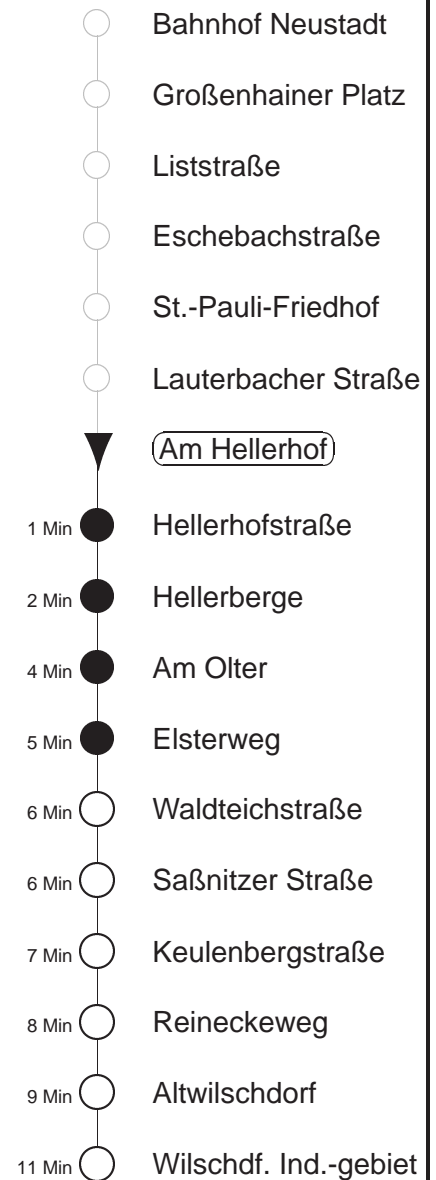 Bahnhof Neustadt
Großenhainer Platz
Liststraße
Eschebachstraße
St.-Pauli-Friedhof
Lauterbacher Straße
Am Hellerhof
1 Min Hellerhofstraße
2 Min Hellerberge
4 Min Am Olter
5 Min Elsterweg
6 Min Waldteichstraße
6 Min Saßnitzer Straße
7 Min Keulenbergstraße
8 Min Reineckeweg
9 Min Altwilschdorf
11 Min Wilschdf. Ind.-gebiet